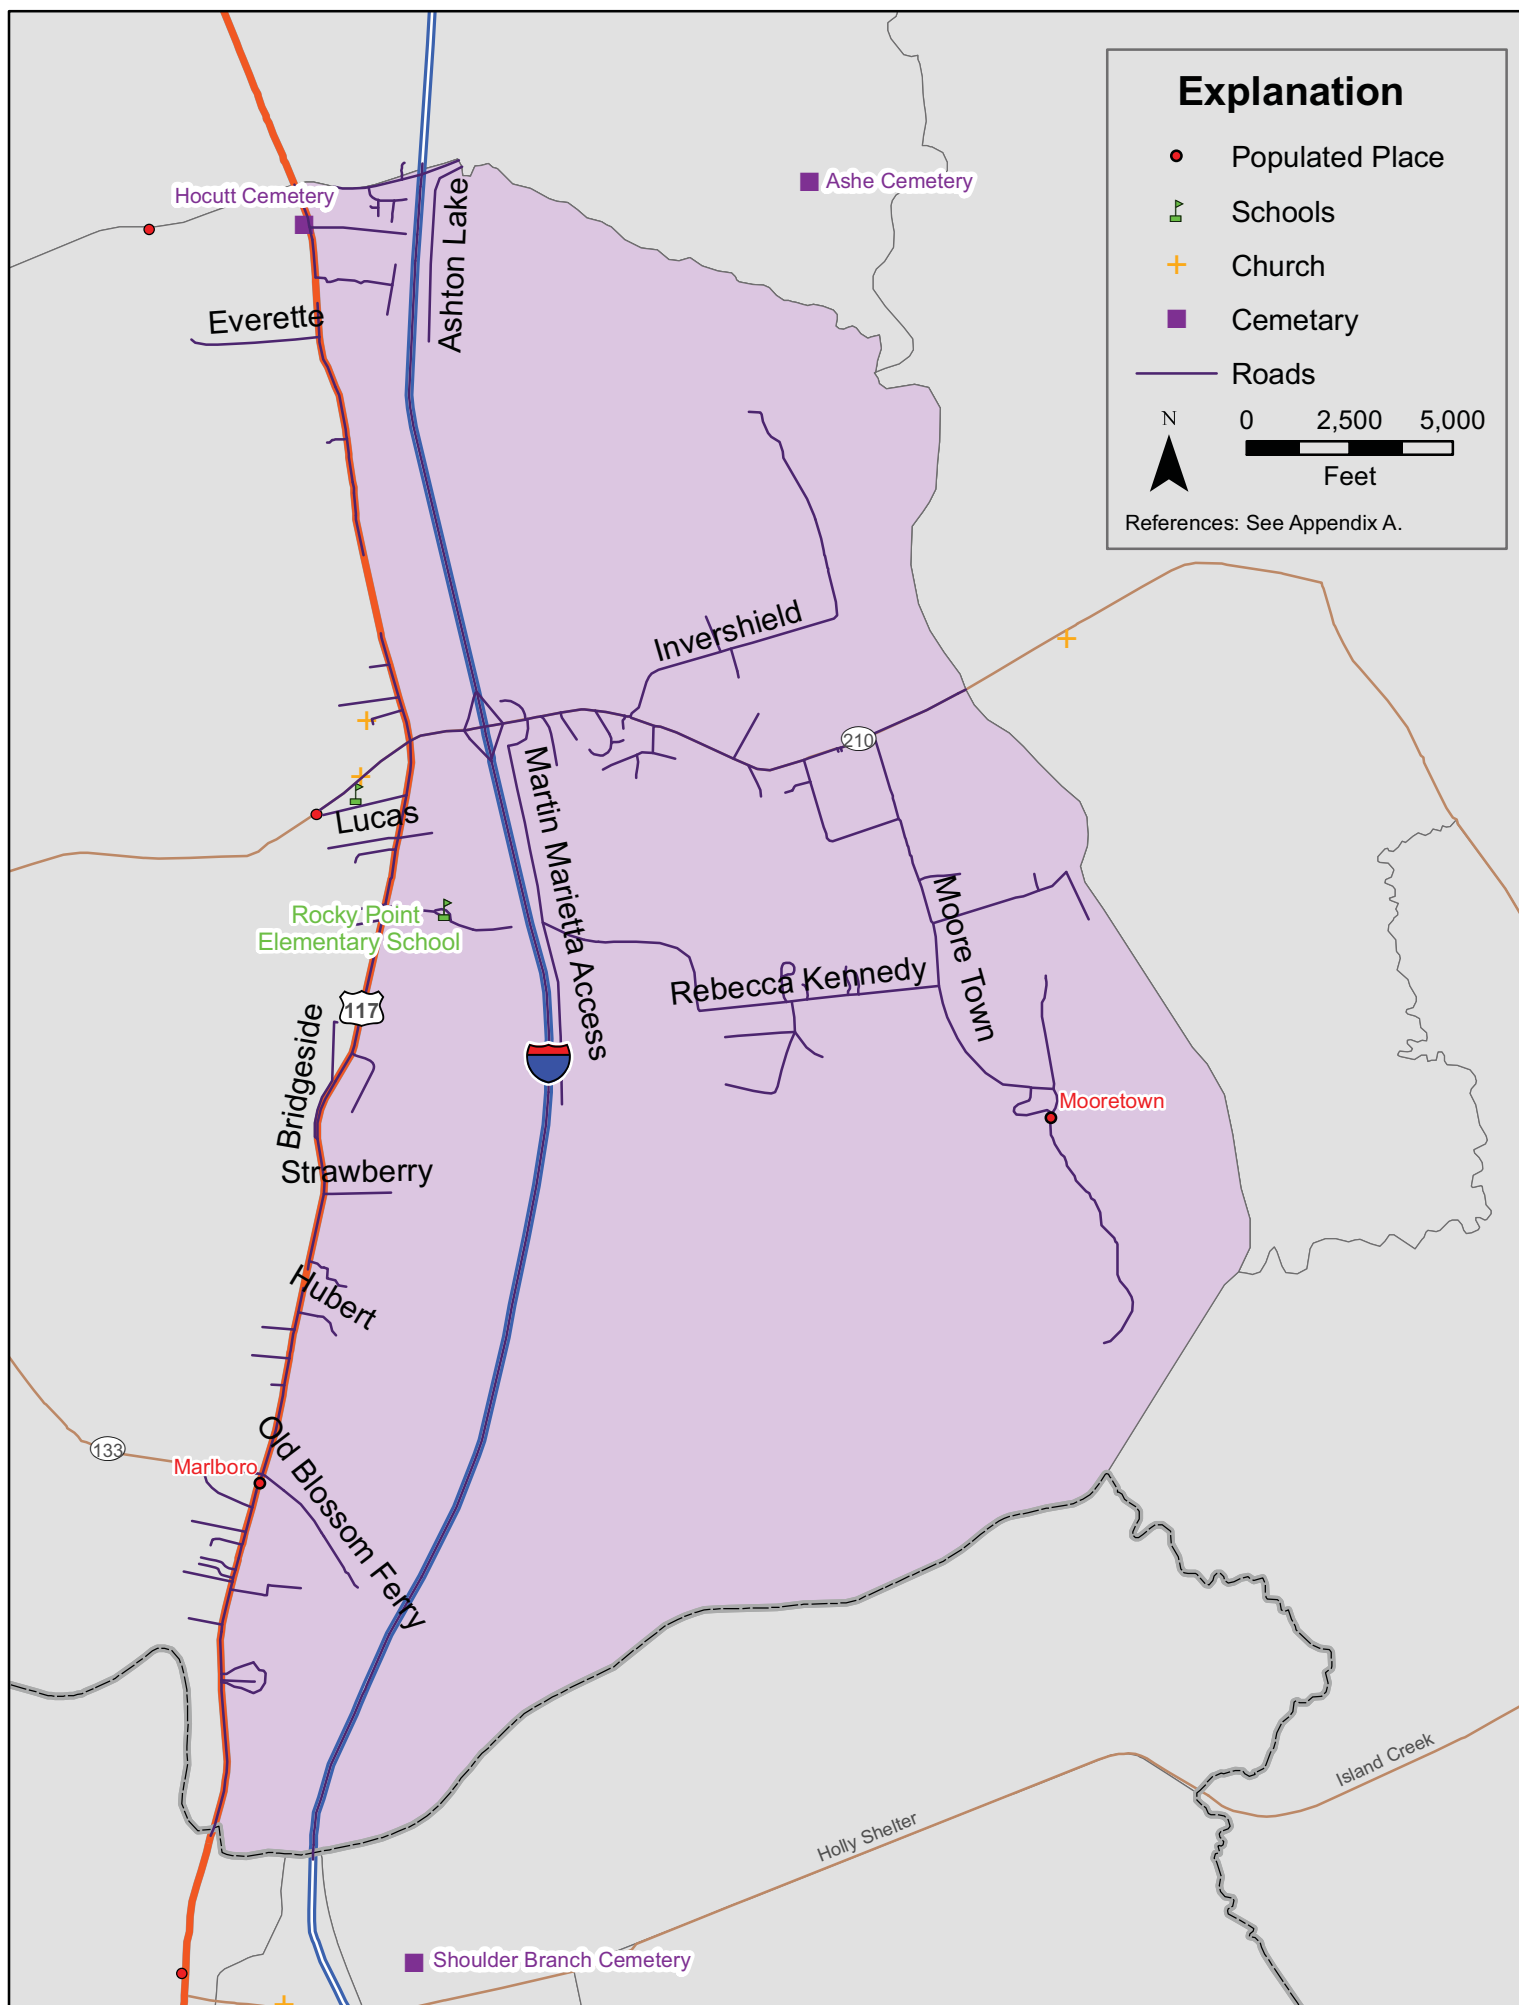 Explanation
Populated Place
Schools
Church
Cemetary
Roads
N
0 2,500 5,000
Feet
References: See Appendix A.
Hocutt Cemetery
Ashe Cemetery
Ashton Lake
Everette
Invershield
210
Lucas
Martin Marietta Access
Rocky Point
Elementary School
Moore Town
Rebecca Kennedy
117
Bridgeside
Mooretown
Strawberry
Hubert
Old Blossom Ferry
133
Marlboro
Island Creek
Holly Shelter
Shoulder Branch Cemetery